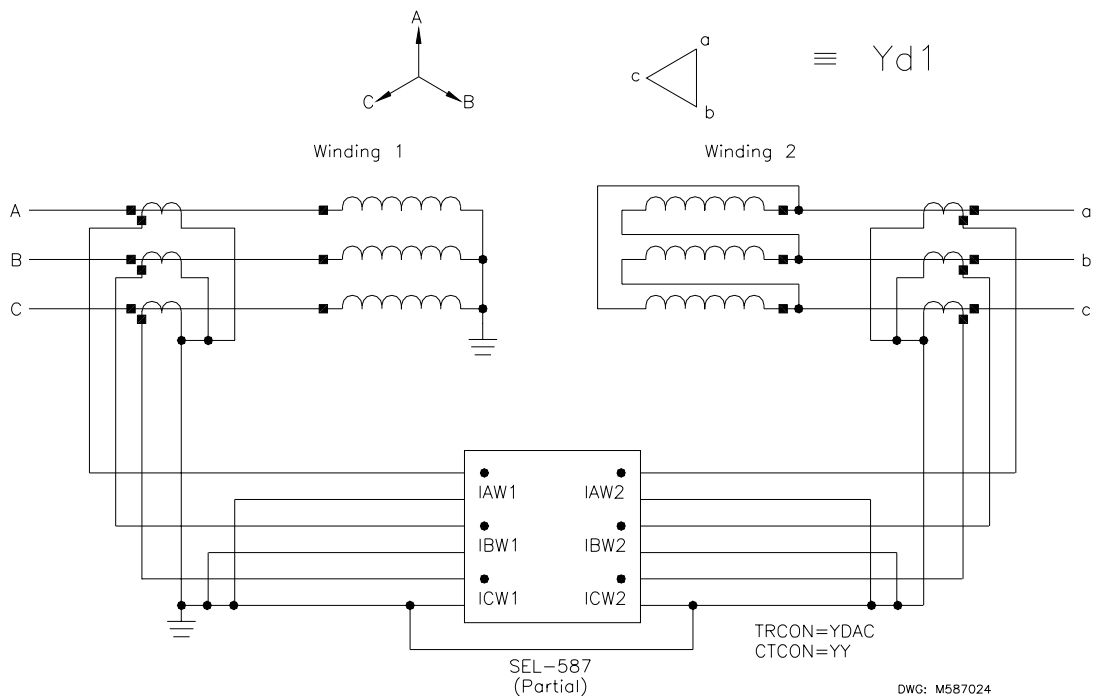 A
C
B
a
c
b
≡ Yd1
Winding 1
Winding 2
A
a
B
b
C
c
IAW1
IAW2
IBW1
IBW2
ICW1
ICW2
TRCON=YDAC
CTCON=YY
SEL-587
(Partial)
DWG: M587024